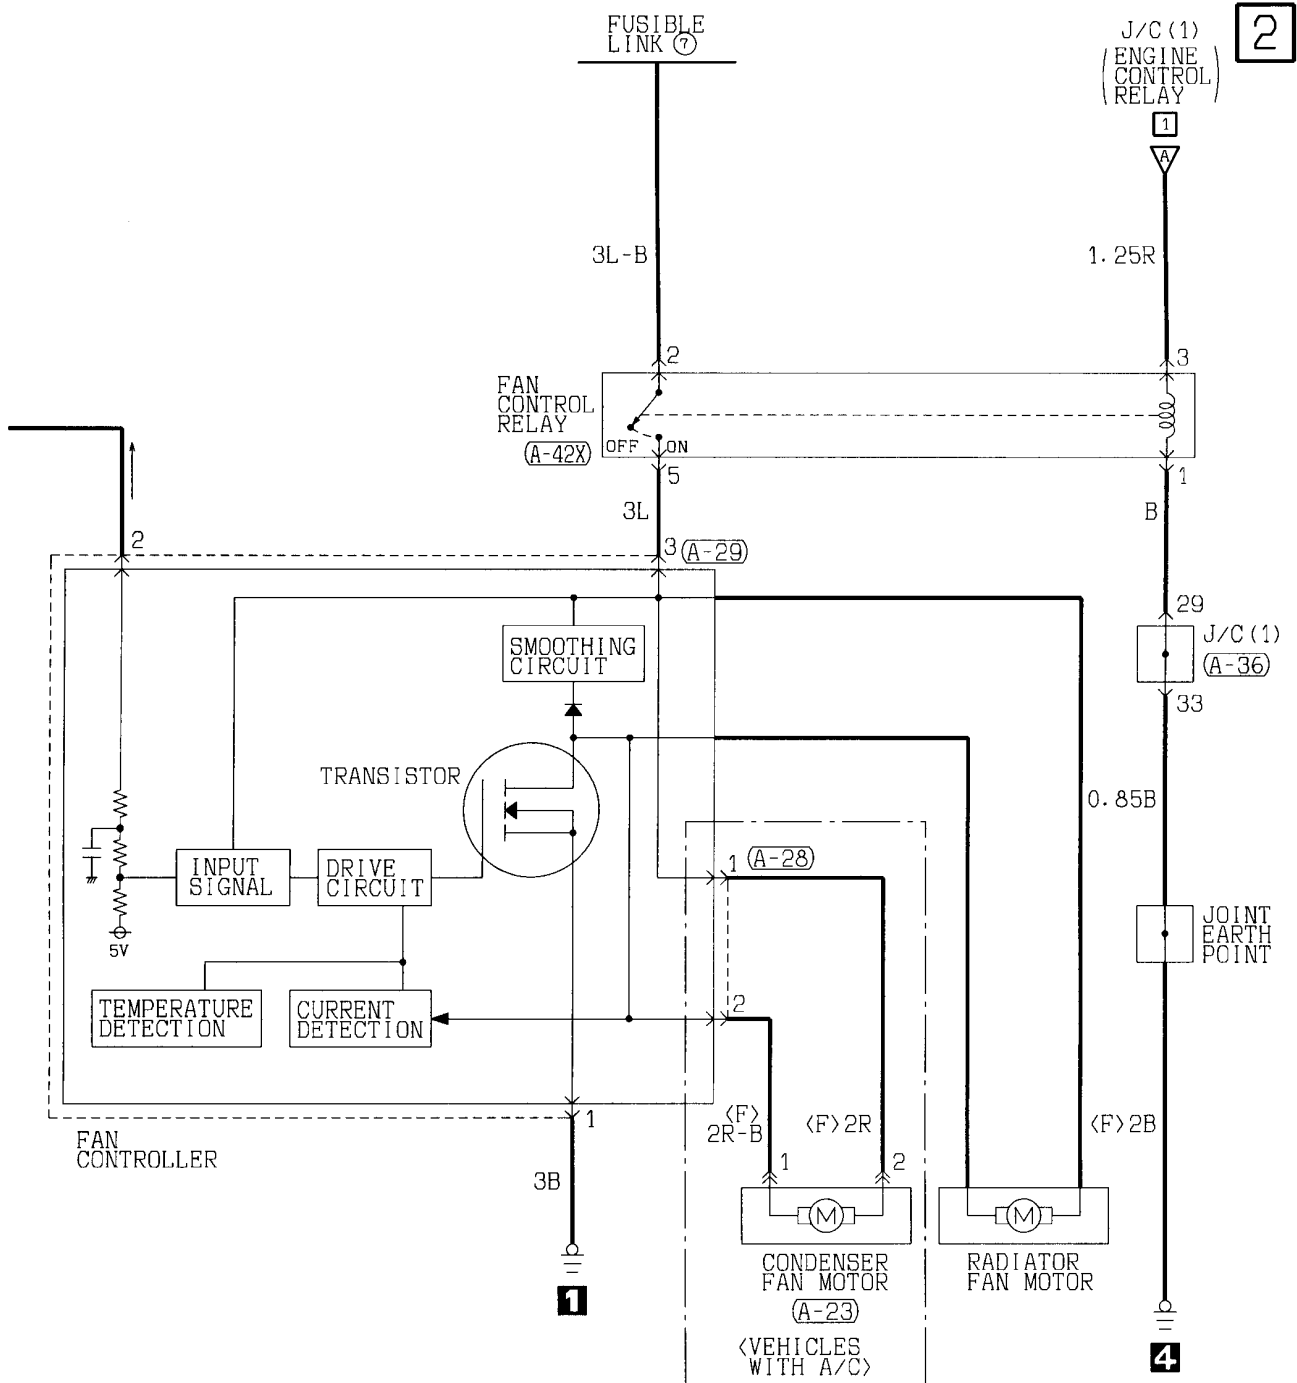 FUSIBLE
LINK ⑦
J/C(1)
(ENGINE
CONTROL
RELAY)
2
1
A
3L-B
1.25R
2
3
FAN
CONTROL
RELAY
A-42X
OFF
ON
5
1
3L
B
2
3
A-29
29
J/C(1)
A-36
33
SMOOTHING
CIRCUIT
TRANSISTOR
0.85B
INPUT
SIGNAL
DRIVE
CIRCUIT
1
A-28
5V
JOINT
EARTH
POINT
TEMPERATURE
DETECTION
CURRENT
DETECTION
2
1
FAN
CONTROLLER
3B
1
<F>
2R-B
<F>2R
<F>2B
1
2
M
M
CONDENSER
FAN MOTOR
A-23
RADIATOR
FAN MOTOR
<VEHICLES
WITH A/C>
4